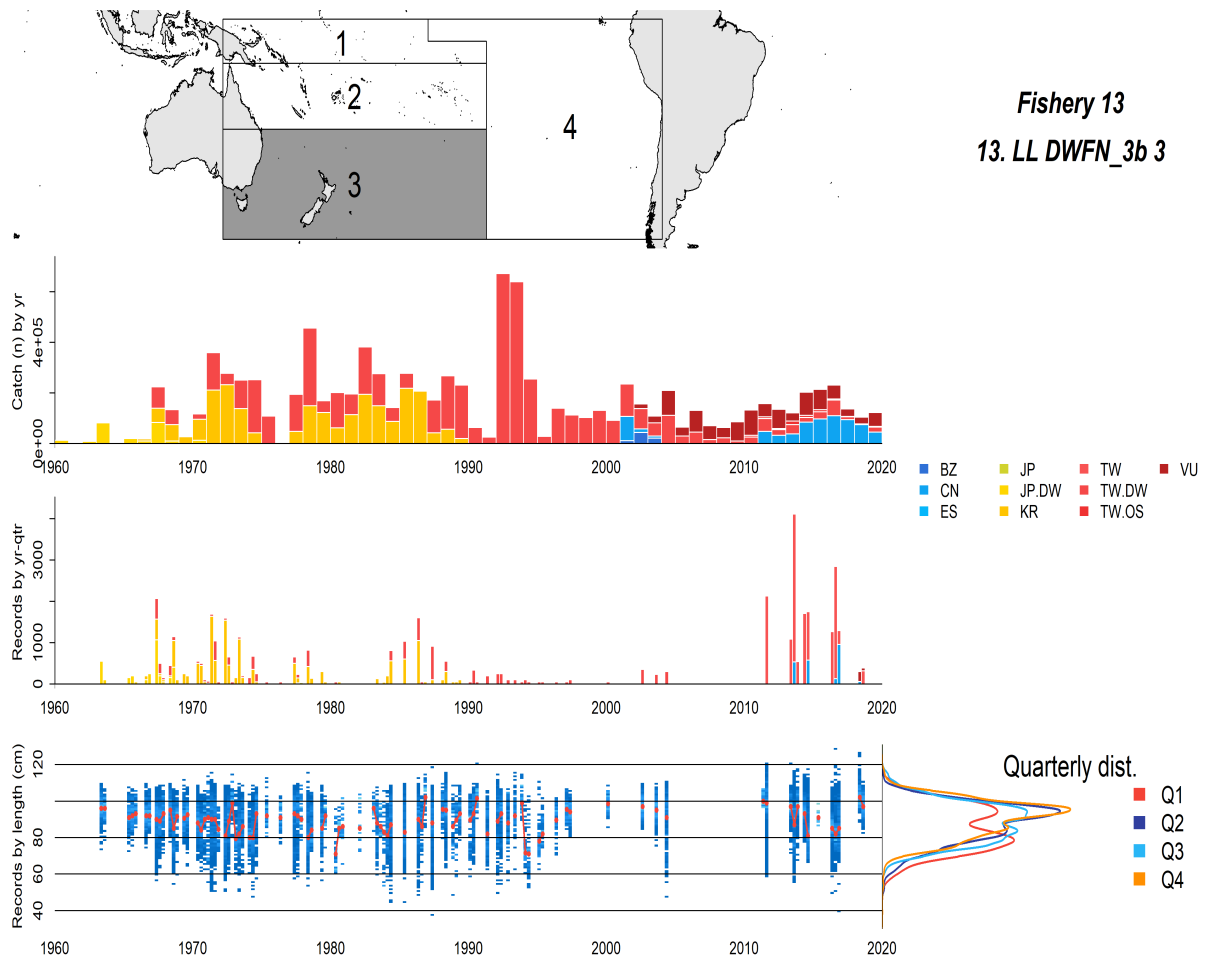 1
2
3
4
Fishery 13
13. LL DWFN_3b 3
Catch (n) by yr
0e+00 4e+05
1960 1970 1980 1990 2000 2010 2020
BZ JP TW VU
CN JP.DW TW.DW
ES KR TW.OS
Records by yr-qtr
0 1000 3000
1960 1970 1980 1990 2000 2010 2020
Records by length (cm)
40 60 80 120
1960 1970 1980 1990 2000 2010 2020
Quarterly dist.
Q1
Q2
Q3
Q4